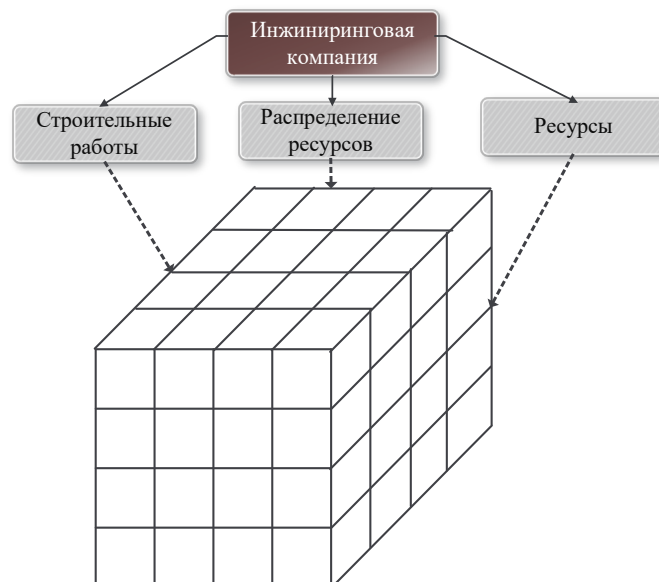 Инжиниринговая
компания
Строительные
работы
Распределение
ресурсов
Ресурсы